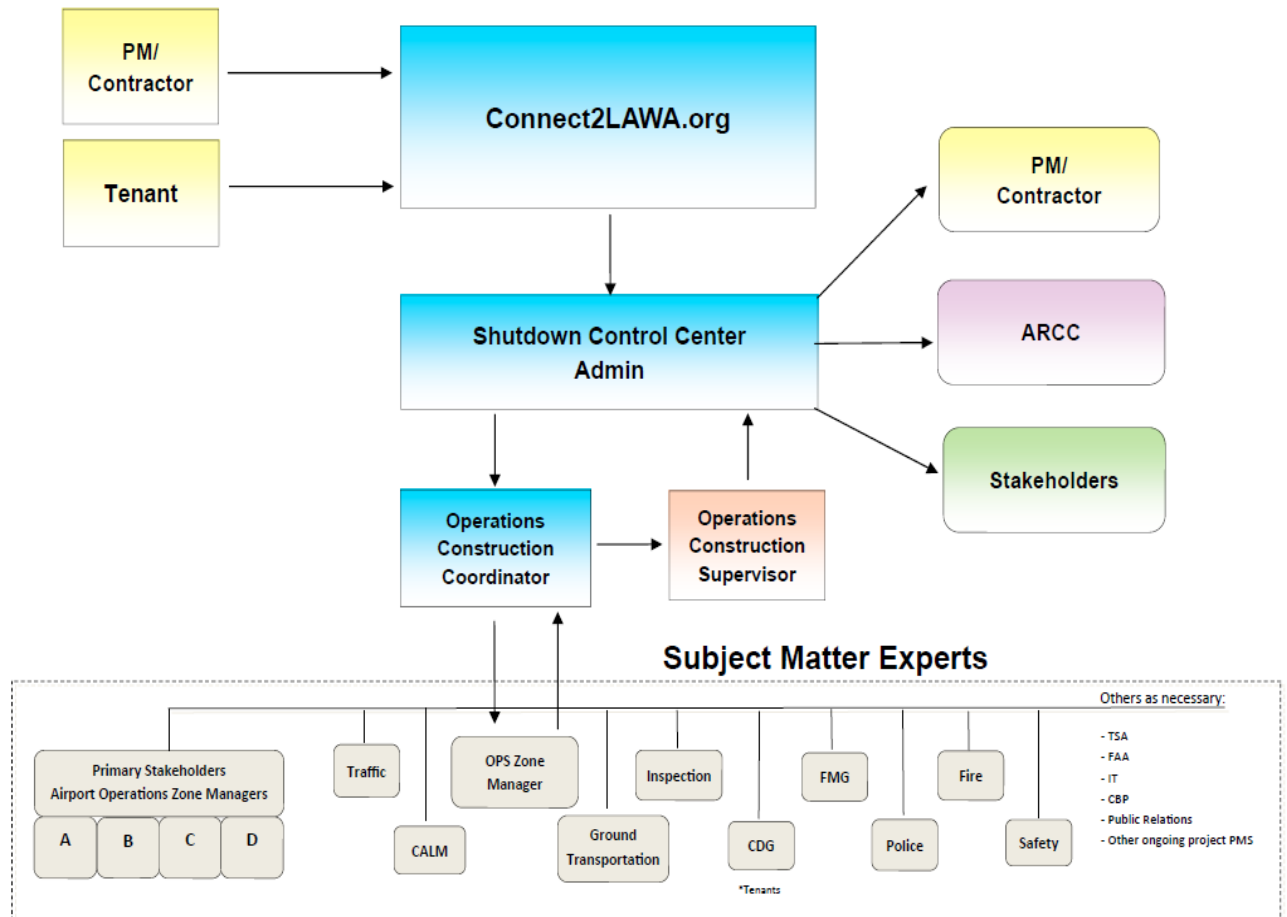 PM/
Contractor
Connect2LAWA.org
Tenant
PM/
Contractor
Shutdown Control Center
Admin
ARCC
Stakeholders
Operations
Construction
Coordinator
Operations
Construction
Supervisor
Subject Matter Experts
Primary Stakeholders
Airport Operations Zone Managers
A
B
C
D
Traffic
CALM
OPS Zone
Manager
Ground
Transportation
Inspection
CDG
*Tenants
FMG
Police
Fire
Safety
Others as necessary:
- TSA
- FAA
- IT
- CBP
- Public Relations
- Other ongoing project PMS